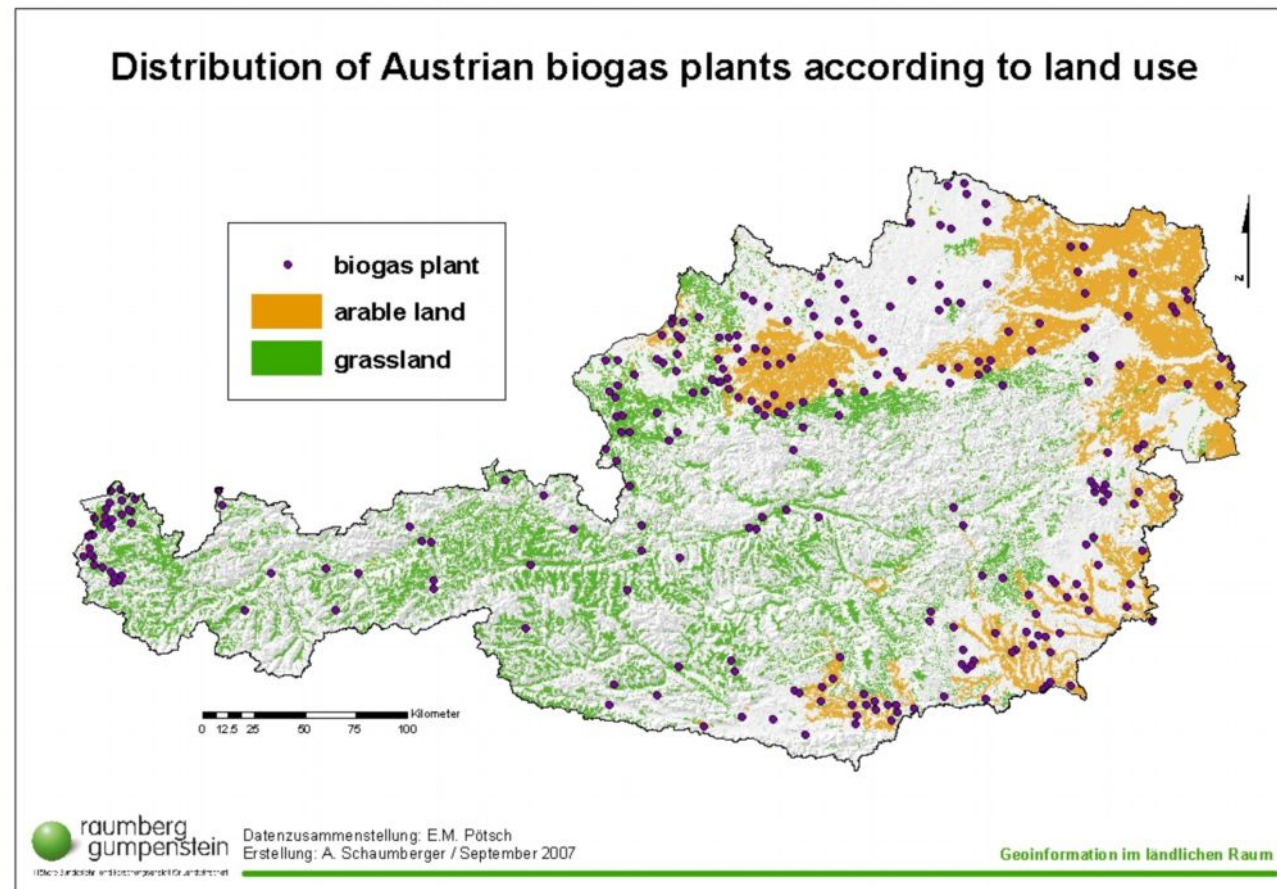 Distribution of Austrian biogas plants according to land use
biogas plant
arable land
grassland
N
Kilometer
0 12.5 25 50 75 100
raumberg
gumpenstein
Datenzusammenstellung: E.M. Pötsch
Erstellung: A. Schaumberger / September 2007
Geoinformation im ländlichen Raum